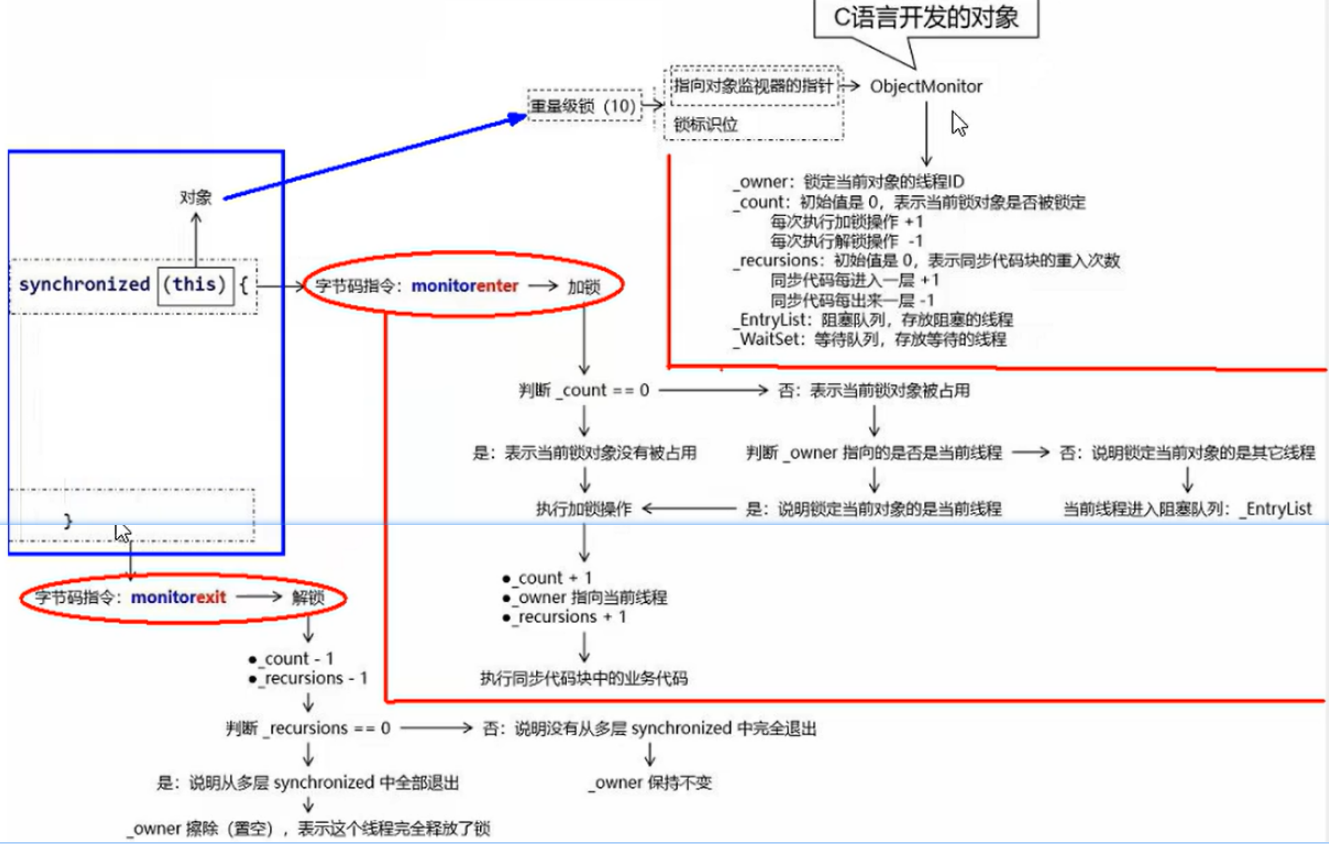 C语言开发的对象
指向对象监视器的指针
ObjectMonitor
重量级锁（10）
锁标识位
_owner：锁定当前对象的线程ID
_count：初始值是 0，表示当前锁对象是否被锁定
每次执行加锁操作 +1
每次执行解锁操作 -1
_recursions：初始值是 0，表示同步代码块的重入次数
同步代码每进入一层 +1
同步代码每出来一层 -1
_EntryList：阻塞队列，存放阻塞的线程
_WaitSet：等待队列，存放等待的线程
对象
synchronized (this) {
字节码指令：monitorenter
加锁
判断 _count == 0
否：表示当前锁对象被占用
是：表示当前锁对象没有被占用
判断 _owner 指向的是否是当前线程
否：说明锁定当前对象的是其它线程
执行加锁操作
是：说明锁定当前对象的是当前线程
当前线程进入阻塞队列：_EntryList
}
●_count + 1
●_owner 指向当前线程
●_recursions + 1
执行同步代码块中的业务代码
字节码指令：monitorexit
解锁
●_count - 1
●_recursions - 1
判断 _recursions == 0
否：说明没有从多层 synchronized 中完全退出
是：说明从多层 synchronized 中全部退出
_owner 保持不变
_owner 擦除（置空），表示这个线程完全释放了锁